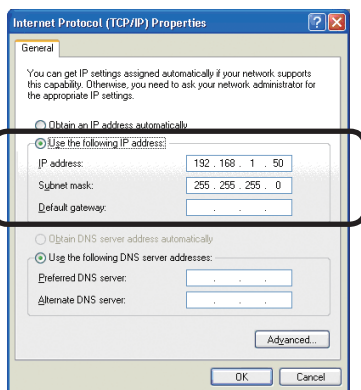 Internet Protocol (TCP/IP) Properties
General
You can get IP settings assigned automatically if your network supports
this capability. Otherwise, you need to ask your network administrator for
the appropriate IP settings.
Obtain an IP address automatically
Use the following IP address:
IP address: 192 . 168 . 1 . 50
Subnet mask: 255 . 255 . 255 . 0
Default gateway: . . .
Obtain DNS server address automatically
Use the following DNS server addresses:
Preferred DNS server: . . .
Alternate DNS server: . . .
Advanced...
OK Cancel